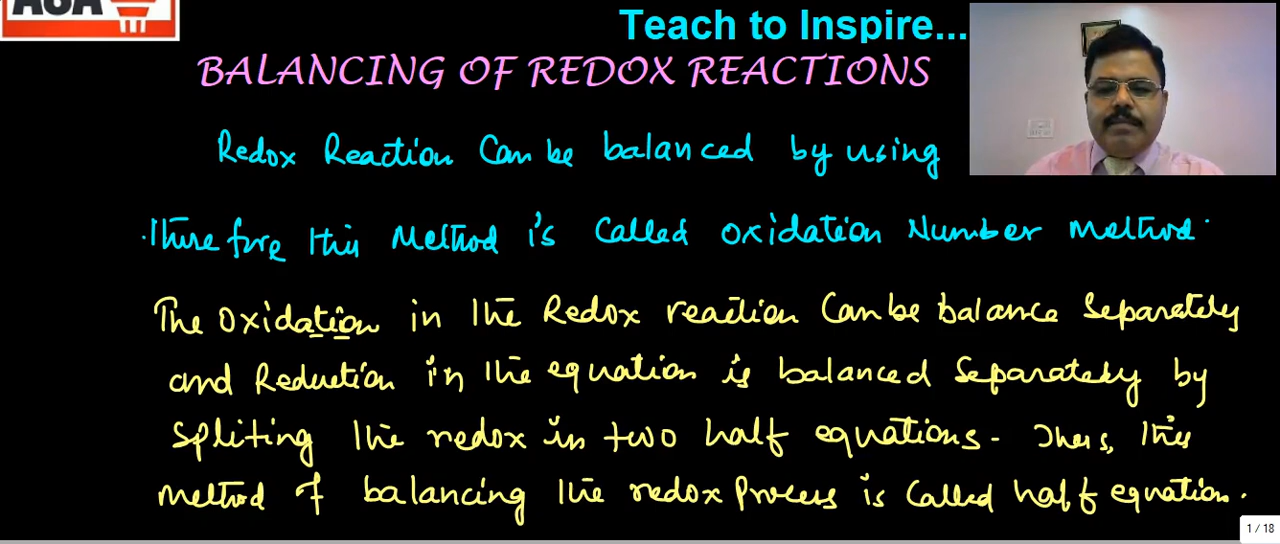 Teach to Inspire...
BALANCING OF REDOX REACTIONS
Redox Reaction Can be balanced by using
Therefore this Method is Called Oxidation Number Method.
The Oxidation in the Redox reaction Can be balance Separately
and Reduction in the equation is balanced Separately by
spliting the redox in two half equations. Thus, this
method of balancing the redox process is called half equation.
1 / 18